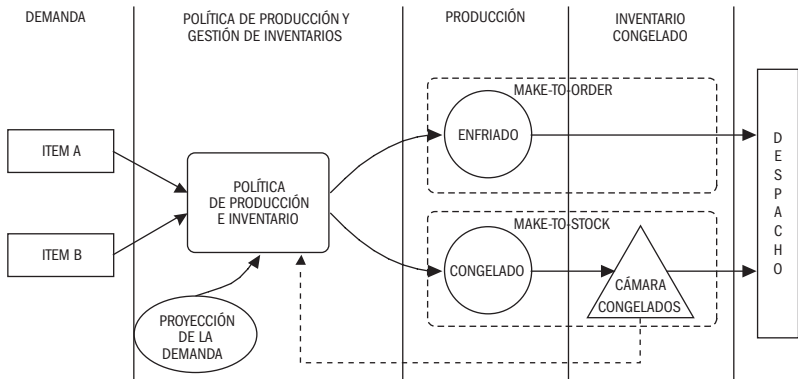 DEMANDA
POLÍTICA DE PRODUCCIÓN Y
GESTIÓN DE INVENTARIOS
PRODUCCIÓN
INVENTARIO
CONGELADO
ITEM A
ITEM B
POLÍTICA
DE PRODUCCIÓN
E INVENTARIO
PROYECCIÓN
DE LA
DEMANDA
MAKE-TO-ORDER
ENFRIADO
MAKE-TO-STOCK
CONGELADO
CÁMARA
CONGELADOS
DESPACHO